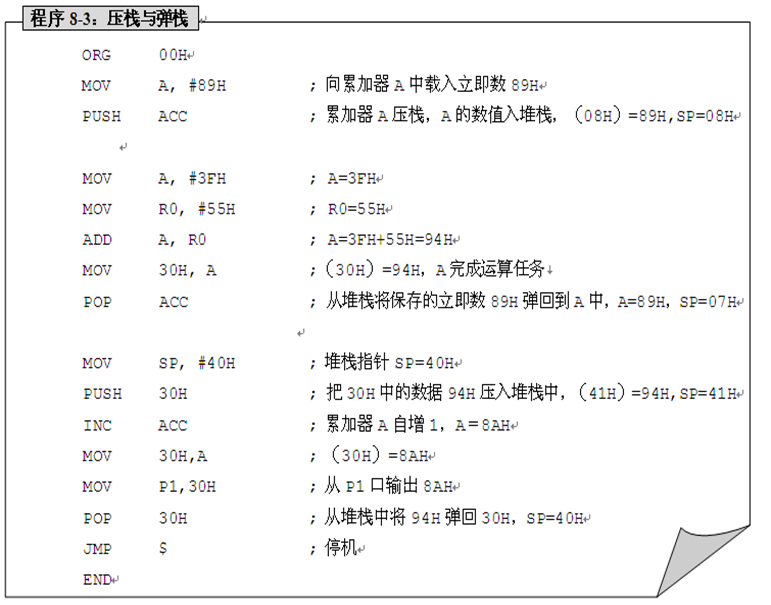 程序 8-3：压栈与弹栈
ORG 00H
MOV A, #89H ; 向累加器 A 中载入立即数 89H
PUSH ACC ; 累加器 A 压栈，A 的数值入堆栈，（08H）=89H,SP=08H
MOV A, #3FH ; A=3FH
MOV R0, #55H ; R0=55H
ADD A, R0 ; A=3FH+55H=94H
MOV 30H, A ;（30H）=94H，A 完成运算任务
POP ACC ; 从堆栈将保存的立即数 89H 弹回到 A 中，A=89H，SP=07H
MOV SP, #40H ;堆栈指针 SP=40H
PUSH 30H ; 把 30H 中的数据 94H 压入堆栈中，（41H）=94H,SP=41H
INC ACC ; 累加器 A 自增 1，A＝8AH
MOV 30H,A ; （30H）=8AH
MOV P1,30H ;从 P1 口输出 8AH
POP 30H ;从堆栈中将 94H 弹回 30H，SP=40H
JMP $ ;停机
END